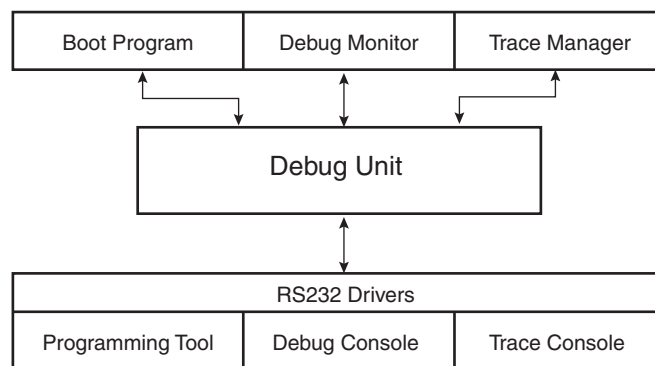 Boot Program Debug Monitor Trace Manager
Debug Unit
RS232 Drivers
Programming Tool Debug Console Trace Console